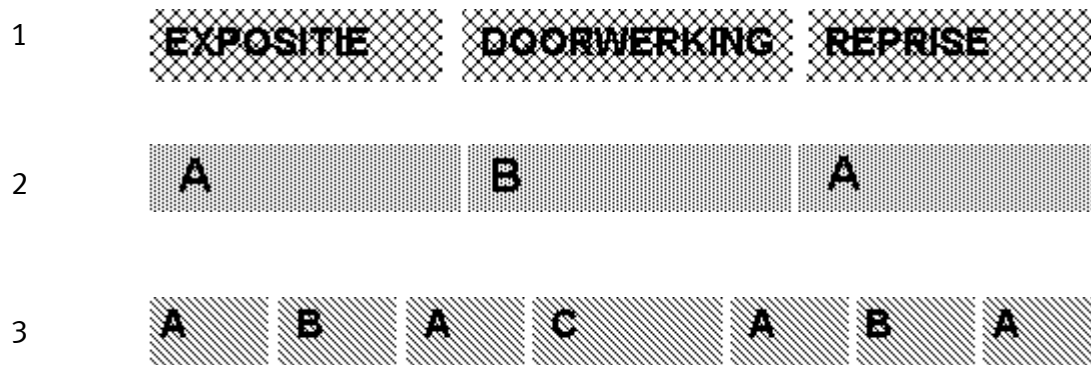 1 EXPOSITIE DOORWERKING REPRISE
2 A B A
3 A B A C A B A